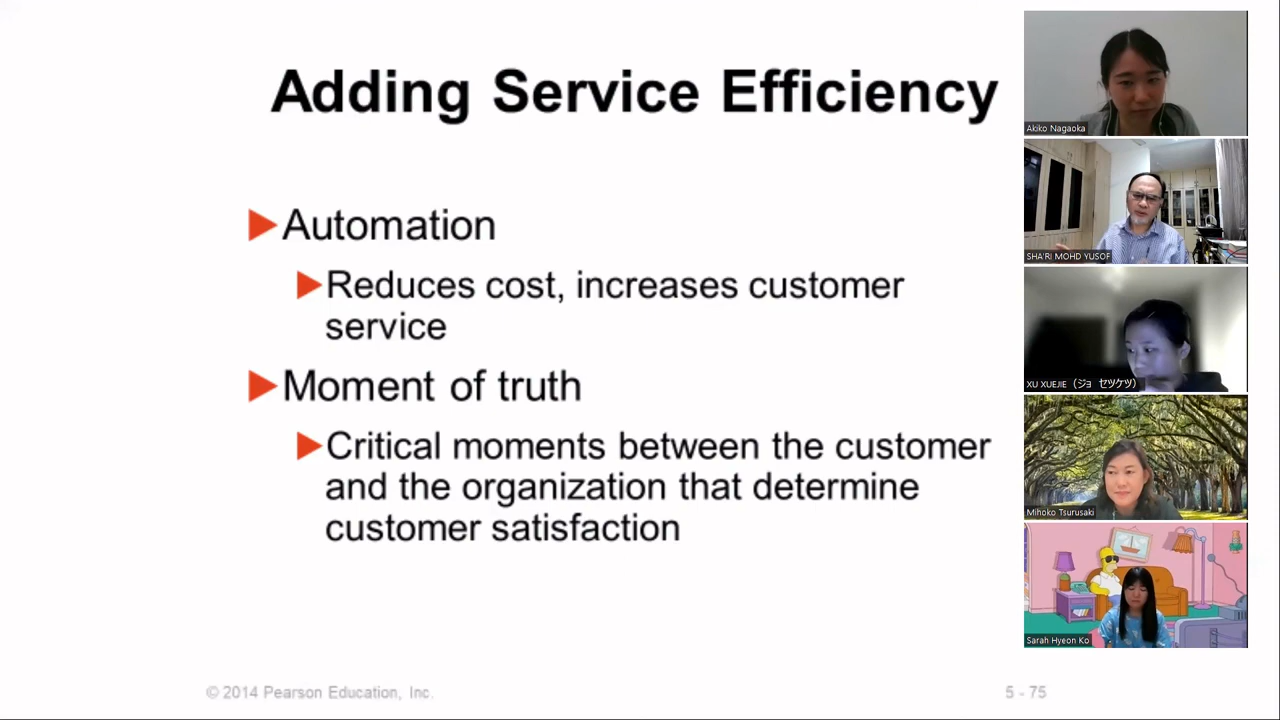 Adding Service Efficiency
Automation
Reduces cost, increases customer
service
Moment of truth
Critical moments between the customer
and the organization that determine
customer satisfaction
© 2014 Pearson Education, Inc.
5 - 75
Akiko Nagaoka
SHA'RI MOHD YUSOF
XU XUEJIE（ジョ　セツケツ）
Mihoko Tsurusaki
Sarah Hyeon Ko